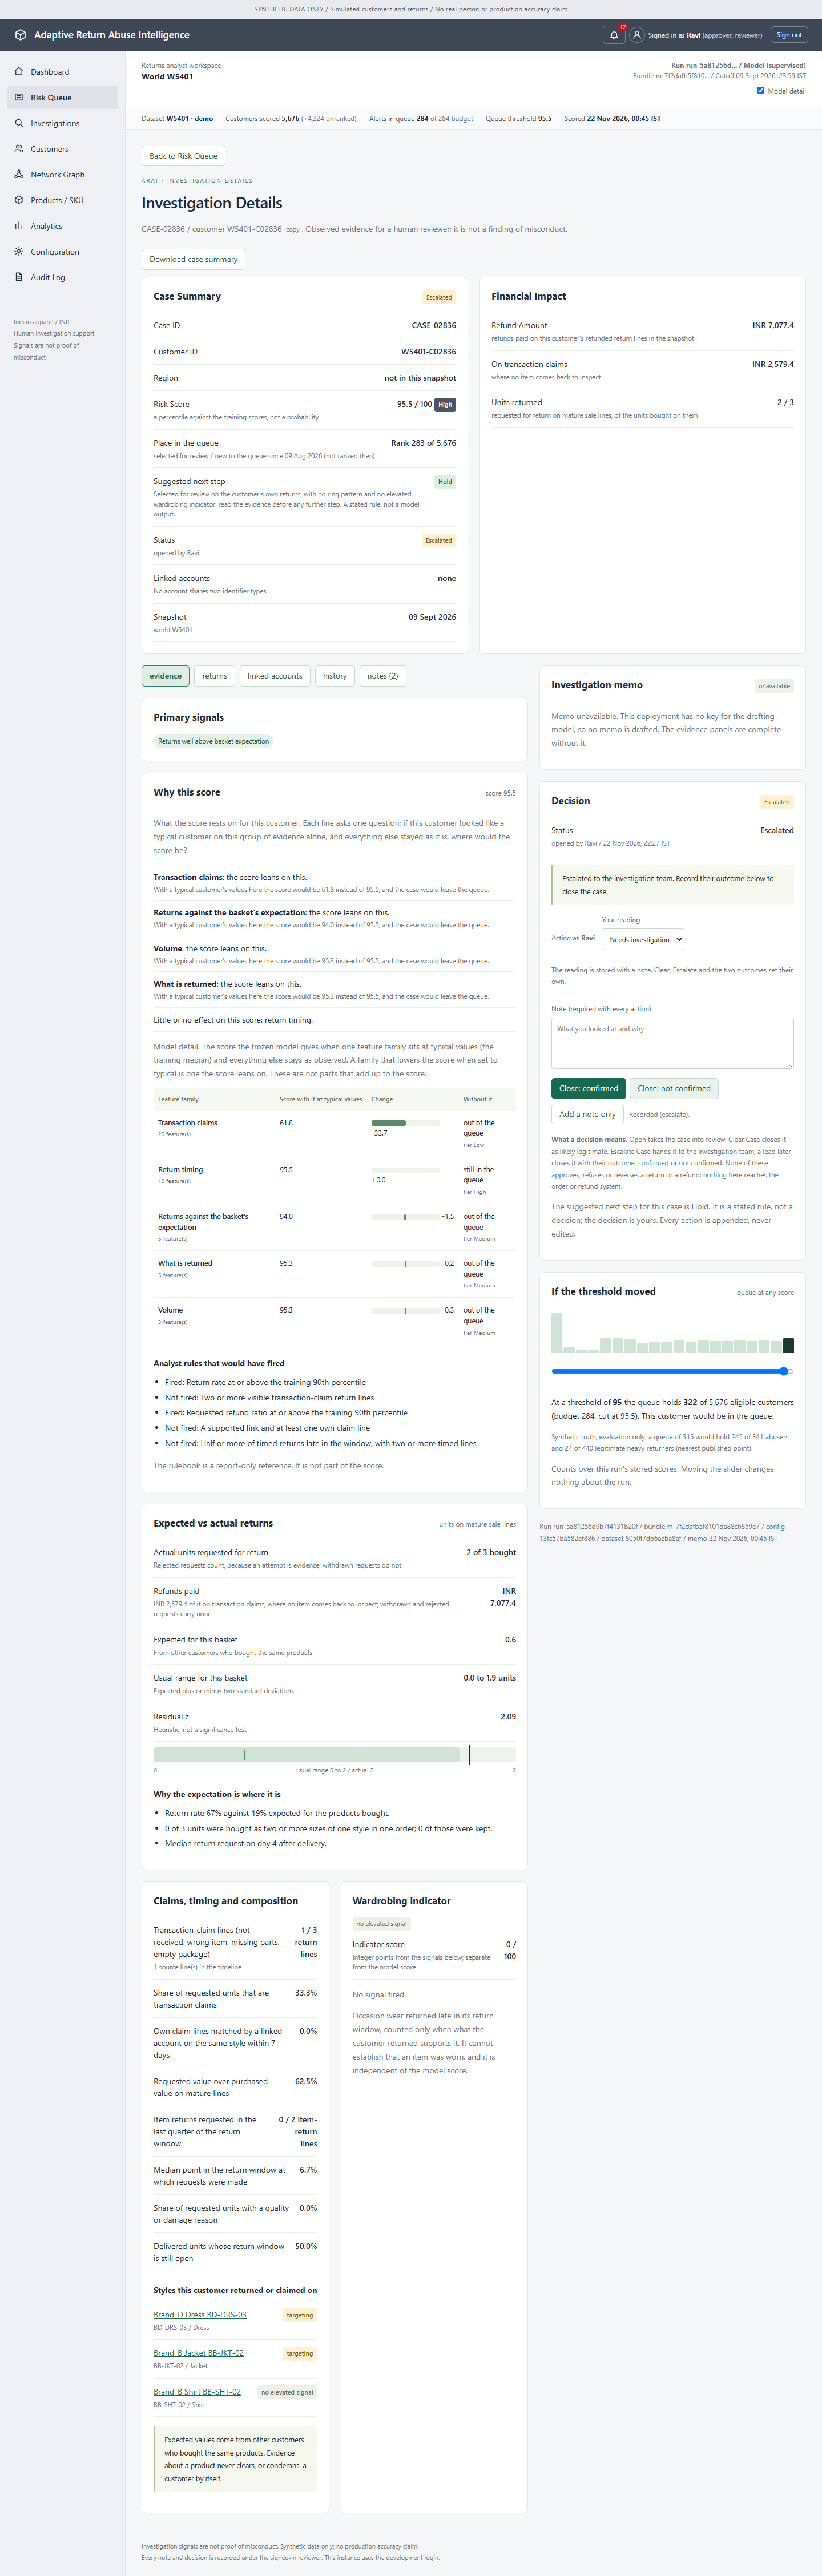 SYNTHETIC DATA ONLY / Simulated customers and returns / No real person or production accuracy claim
Adaptive Return Abuse Intelligence
12
Signed in as Ravi (approver, reviewer)
Sign out
Dashboard
Risk Queue
Investigations
Customers
Network Graph
Products / SKU
Analytics
Configuration
Audit Log
Indian apparel / INR
Human investigation support
Signals are not proof of
misconduct
Returns analyst workspace
World W5401
Run run-5a81256d... / Model (supervised)
Bundle m-7f2dafb5f810... / Cutoff 09 Sept 2026, 23:59 IST
Model detail
Dataset W5401 · demo
Customers scored 5,676 (+4,324 unranked)
Alerts in queue 284 of 284 budget
Queue threshold 95.5
Scored 22 Nov 2026, 00:45 IST
Back to Risk Queue
ARAI / INVESTIGATION DETAILS
Investigation Details
CASE-02836 / customer W5401-C02836 copy . Observed evidence for a human reviewer: it is not a finding of misconduct.
Download case summary
Case Summary
Escalated
Case ID
CASE-02836
Customer ID
W5401-C02836
Region
not in this snapshot
Risk Score
95.5 / 100 High
a percentile against the training scores, not a probability
Place in the queue
Rank 283 of 5,676
selected for review / new to the queue since 09 Aug 2026 (not ranked then)
Suggested next step
Hold
Selected for review on the customer's own returns, with no ring pattern and no elevated
wardrobing indicator: read the evidence before any further step. A stated rule, not a model
output.
Status
Escalated
opened by Ravi
Linked accounts
none
No account shares two identifier types
Snapshot
09 Sept 2026
world W5401
Financial Impact
Refund Amount
INR 7,077.4
refunds paid on this customer's refunded return lines in the snapshot
On transaction claims
INR 2,579.4
where no item comes back to inspect
Units returned
2 / 3
requested for return on mature sale lines, of the units bought on them
evidence
returns
linked accounts
history
notes (2)
Primary signals
Returns well above basket expectation
Why this score
score 95.5
What the score rests on for this customer. Each line asks one question: if this customer looked like a
typical customer on this group of evidence alone, and everything else stayed as it is, where would the
score be?
Transaction claims: the score leans on this.
With a typical customer's values here the score would be 61.8 instead of 95.5, and the case would leave the queue.
Returns against the basket's expectation: the score leans on this.
With a typical customer's values here the score would be 94.0 instead of 95.5, and the case would leave the queue.
Volume: the score leans on this.
With a typical customer's values here the score would be 95.3 instead of 95.5, and the case would leave the queue.
What is returned: the score leans on this.
With a typical customer's values here the score would be 95.3 instead of 95.5, and the case would leave the queue.
Little or no effect on this score: return timing.
Model detail. The score the frozen model gives when one feature family sits at typical values (the
training median) and everything else stays as observed. A family that lowers the score when set to
typical is one the score leans on. These are not parts that add up to the score.
Feature family
Score with it at typical values
Change
Without it
Transaction claims
20 feature(s)
61.8
-33.7
out of the
queue
tier Low
Return timing
10 feature(s)
95.5
+0.0
still in the
queue
tier High
Returns against the basket's
expectation
5 feature(s)
94.0
-1.5
out of the
queue
tier Medium
What is returned
5 feature(s)
95.3
-0.2
out of the
queue
tier Medium
Volume
3 feature(s)
95.3
-0.3
out of the
queue
tier Medium
Analyst rules that would have fired
Fired: Return rate at or above the training 90th percentile
Not fired: Two or more visible transaction-claim return lines
Fired: Requested refund ratio at or above the training 90th percentile
Not fired: A supported link and at least one own claim line
Not fired: Half or more of timed returns late in the window, with two or more timed lines
The rulebook is a report-only reference. It is not part of the score.
Expected vs actual returns
units on mature sale lines
Actual units requested for return
2 of 3 bought
Rejected requests count, because an attempt is evidence; withdrawn requests do not
Refunds paid
INR
7,077.4
INR 2,579.4 of it on transaction claims, where no item comes back to inspect; withdrawn and rejected
requests carry none
Expected for this basket
0.6
From other customers who bought the same products
Usual range for this basket
0.0 to 1.9 units
Expected plus or minus two standard deviations
Residual z
2.09
Heuristic, not a significance test
0
usual range 0 to 2 / actual 2
2
Why the expectation is where it is
Return rate 67% against 19% expected for the products bought.
0 of 3 units were bought as two or more sizes of one style in one order; 0 of those were kept.
Median return request on day 4 after delivery.
Claims, timing and composition
Transaction-claim lines (not
received, wrong item, missing parts,
empty package)
1 / 3
return
lines
1 source line(s) in the timeline
Share of requested units that are
transaction claims
33.3%
Own claim lines matched by a linked
account on the same style within 7
days
0.0%
Requested value over purchased
value on mature lines
62.5%
Item returns requested in the
last quarter of the return
window
0 / 2 item-
return
lines
Median point in the return window at
which requests were made
6.7%
Share of requested units with a quality
or damage reason
0.0%
Delivered units whose return window
is still open
50.0%
Styles this customer returned or claimed on
Brand_D Dress BD-DRS-03
targeting
BD-DRS-03 / Dress
Brand_B Jacket BB-JKT-02
targeting
BB-JKT-02 / Jacket
Brand_B Shirt BB-SHT-02
no elevated signal
BB-SHT-02 / Shirt
Expected values come from other customers
who bought the same products. Evidence
about a product never clears, or condemns, a
customer by itself.
Wardrobing indicator
no elevated signal
Indicator score
0 /
100
Integer points from the signals below; separate
from the model score
No signal fired.
Occasion wear returned late in its return
window, counted only when what the
customer returned supports it. It cannot
establish that an item was worn, and it is
independent of the model score.
Investigation memo
unavailable
Memo unavailable. This deployment has no key for the drafting
model, so no memo is drafted. The evidence panels are complete
without it.
Decision
Escalated
Status
Escalated
opened by Ravi / 22 Nov 2026, 22:27 IST
Escalated to the investigation team. Record their outcome below to
close the case.
Your reading
Acting as Ravi
Needs investigation
The reading is stored with a note. Clear, Escalate and the two outcomes set their
own.
Note (required with every action)
What you looked at and why
Close: confirmed
Close: not confirmed
Add a note only
Recorded (escalate).
What a decision means. Open takes the case into review. Clear Case closes it
as likely legitimate. Escalate Case hands it to the investigation team; a lead later
closes it with their outcome, confirmed or not confirmed. None of these
approves, refuses or reverses a return or a refund: nothing here reaches the
order or refund system.
The suggested next step for this case is Hold. It is a stated rule, not a
decision: the decision is yours. Every action is appended, never
edited.
If the threshold moved
queue at any score
At a threshold of 95 the queue holds 322 of 5,676 eligible customers
(budget 284, cut at 95.5). This customer would be in the queue.
Synthetic truth, evaluation only: a queue of 315 would hold 245 of 341 abusers
and 24 of 440 legitimate heavy returners (nearest published point).
Counts over this run's stored scores. Moving the slider changes
nothing about the run.
Run run-5a81256d9b7f4131b20f / bundle m-7f2dafb5f8101da88c6859e7 / config
13fc57ba582ef886 / dataset 8050f7db6acba8af / memo 22 Nov 2026, 00:45 IST
Investigation signals are not proof of misconduct. Synthetic data only; no production accuracy claim.
Every note and decision is recorded under the signed-in reviewer. This instance uses the development login.